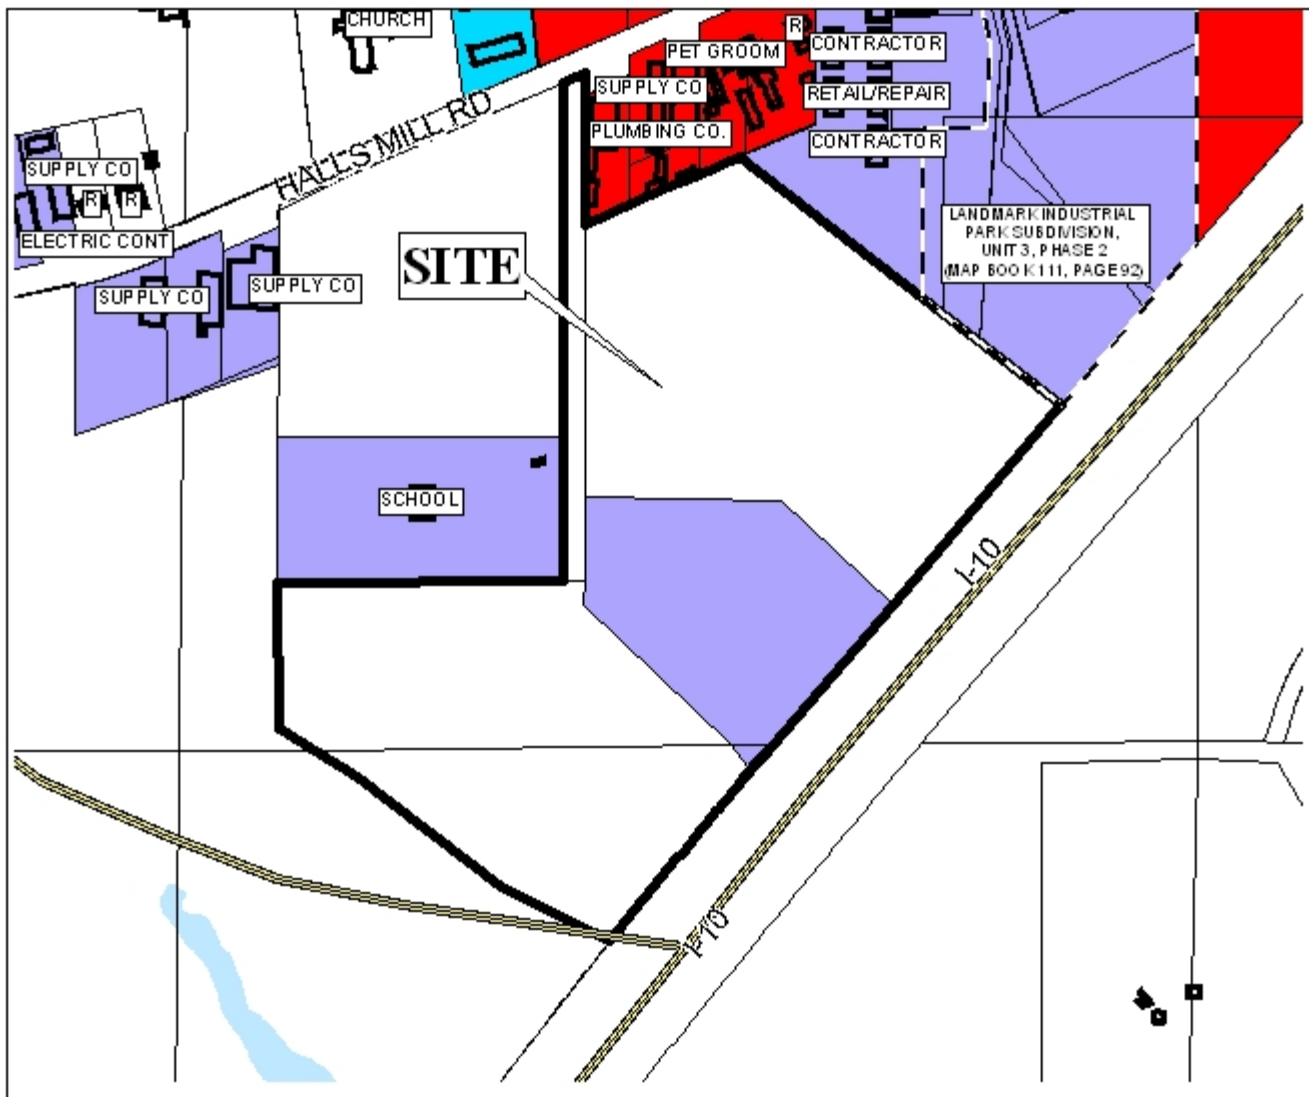 CHURCH
R
PET GROOM
CONTRACTOR
SUPPLY CO
RETAIL/REPAIR
HALLS MILL RD
PLUMBING CO.
CONTRACTOR
SUPPLY CO
R
R
ELECTRIC CONT
LANDMARK INDUSTRIAL
PARK SUBDIVISION,
UNIT 3, PHASE 2
(MAP BOOK 111, PAGE 92)
SITE
SUPPLY CO
SUPPLY CO
SCHOOL
I-10
I-10